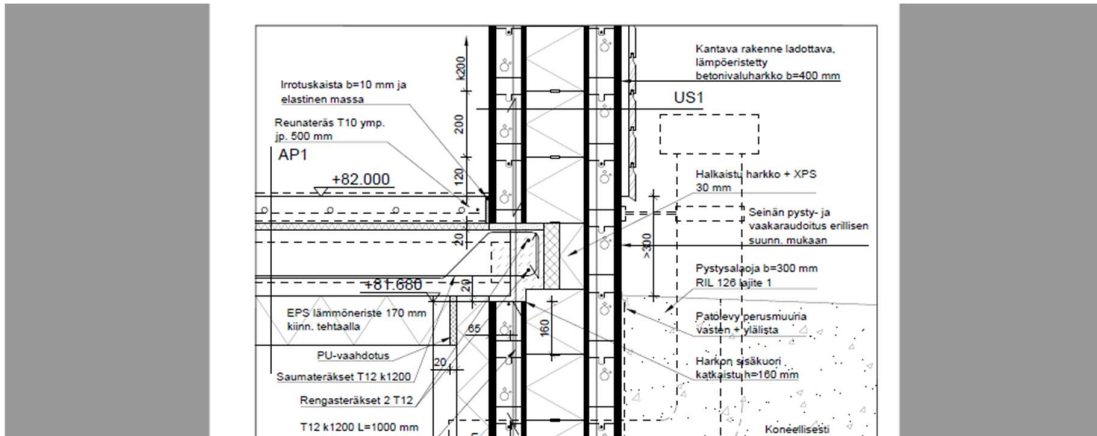 Kantava rakenne ladottava,
lämpöeristetty
betonivaluharkko b=400 mm
k200
Irrotuskaista b=10 mm ja
elastinen massa
US1
Reunateräs T10 ymp.
jp. 500 mm
200
AP1
+82.000
120
Halkaistu harkko + XPS
30 mm
Seinän pysty- ja
vaakaraudoitus erillisen
suunn. mukaan
20
>300
Pystysalaoja b=300 mm
RIL 126 lajite 1
+81.680
20
EPS lämmöneriste 170 mm
kiinn. tehtaalla
65
160
Patolevy perusmuuria
vasten + ylälista
PU-vaahdotus
20
Harkon sisäkuori
katkaistu h=160 mm
Saumateräkset T12 k1200
Rengasteräkset 2 T12
T12 k1200 L=1000 mm
Koneellisesti